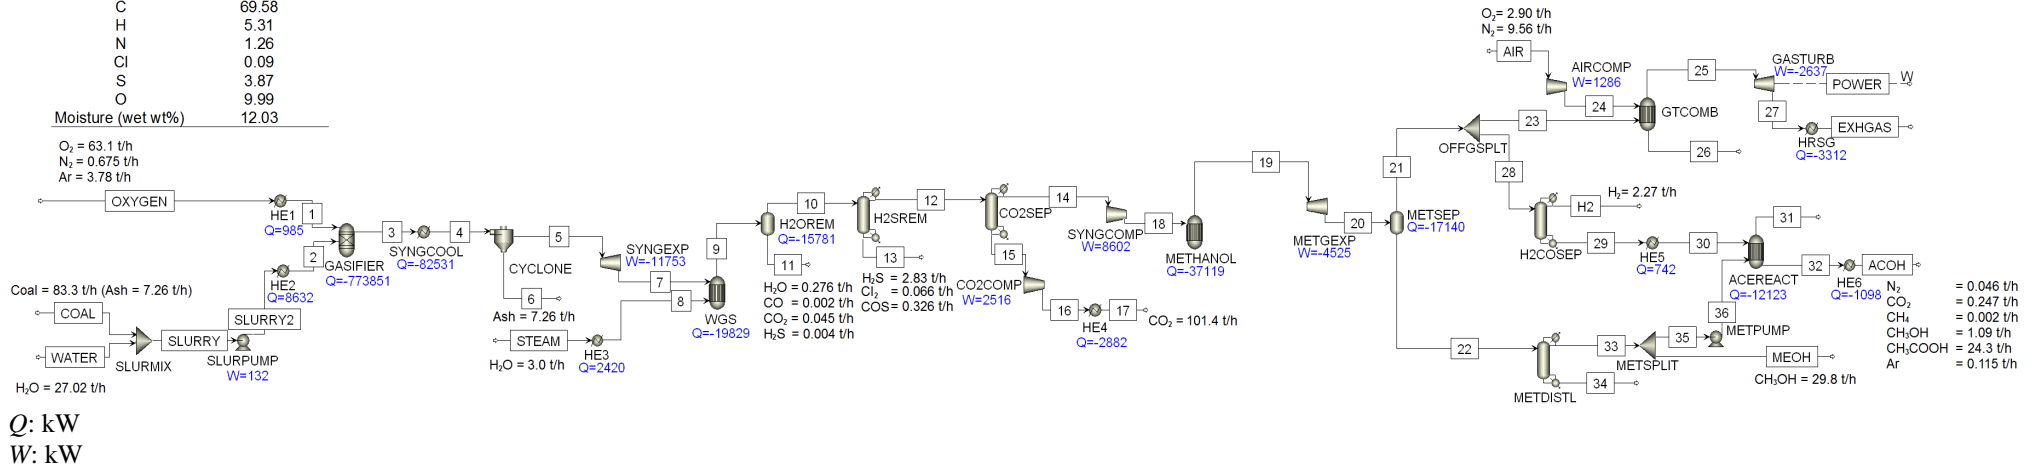 C 69.58
H 5.31
N 1.26
Cl 0.09
S 3.87
O 9.99
Moisture (wet wt%) 12.03
O₂ = 63.1 t/h
N₂ = 0.675 t/h
Ar = 3.78 t/h
OXYGEN
HE1
Q=985
1
2
GASIFIER
Q=-773851
HE2
Q=8632
Coal = 83.3 t/h (Ash = 7.26 t/h)
COAL
WATER
H₂O = 27.02 t/h
SLURMIX
SLURRY
SLURRY2
SLURPUMP
W=132
3
SYNGCOOL
Q=-82531
4
CYCLONE
5
6
Ash = 7.26 t/h
SYNGEXP
W=-11753
7
8
STEAM
H₂O = 3.0 t/h
HE3
Q=2420
WGS
Q=-19829
9
10
H2OREM
Q=-15781
11
H₂O = 0.276 t/h
CO = 0.002 t/h
CO₂ = 0.045 t/h
H₂S = 0.004 t/h
H2SREM
12
13
H₂S = 2.83 t/h
Cl₂ = 0.066 t/h
COS= 0.326 t/h
CO2SEP
14
15
CO2COMP
W=2516
16
HE4
Q=-2882
17
CO₂ = 101.4 t/h
SYNGCOMP
W=8602
18
METHANOL
Q=-37119
19
METGEXP
W=-4525
20
METSEP
Q=-17140
21
22
OFFGSPLT
23
28
O₂= 2.90 t/h
N₂= 9.56 t/h
AIR
AIRCOMP
W=1286
24
GTCOMB
25
26
GASTURB
W=-2637
POWER
W
27
HRSG
Q=-3312
EXHGAS
H2
H₂= 2.27 t/h
H2COSEP
29
HE5
Q=742
30
31
ACEREACT
Q=-12123
32
HE6
Q=-1098
ACOH
N₂ = 0.046 t/h
CO₂ = 0.247 t/h
CH₄ = 0.002 t/h
CH₃OH = 1.09 t/h
CH₃COOH = 24.3 t/h
Ar = 0.115 t/h
36
METPUMP
35
33
METSPLIT
MEOH
CH₃OH = 29.8 t/h
34
METDISTL
Q: kW
W: kW